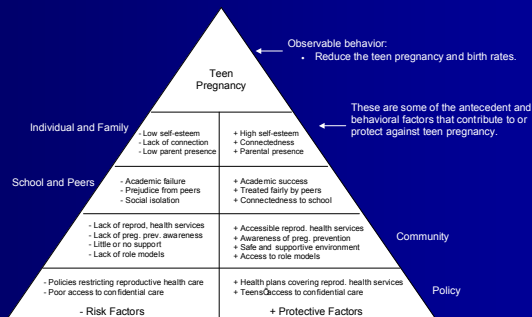 Observable behavior:
• Reduce the teen pregnancy and birth rates.
Teen
Pregnancy
These are some of the antecedent and
behavioral factors that contribute to or
protect against teen pregnancy.
Individual and Family
- Low self-esteem
- Lack of connection
- Low parent presence
+ High self-esteem
+ Connectedness
+ Parental presence
School and Peers
- Academic failure
- Prejudice from peers
- Social isolation
+ Academic success
+ Treated fairly by peers
+ Connectedness to school
- Lack of reprod, health services
- Lack of preg. prev. awareness
- Little or no support
- Lack of role models
+ Accessible reprod. health services
+ Awareness of preg. prevention
+ Safe and supportive environment
+ Access to role models
Community
- Policies restricting reproductive health care
- Poor access to confidential care
+ Health plans covering reprod. health services
+ Teens access to confidential care
Policy
- Risk Factors
+ Protective Factors